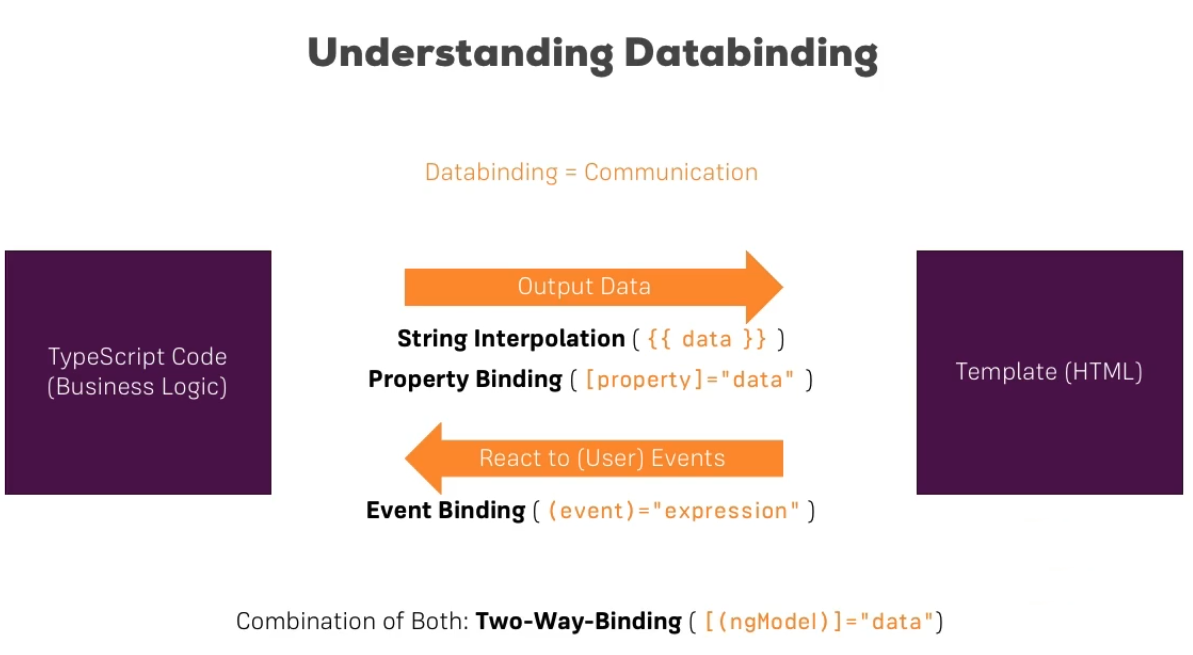 Understanding Databinding
Databinding = Communication
TypeScript Code
(Business Logic)
Output Data
String Interpolation ( {{ data }} )
Property Binding ( [property]="data" )
React to (User) Events
Event Binding ( (event)="expression" )
Template (HTML)
Combination of Both: Two-Way-Binding ( [(ngModel)]="data")